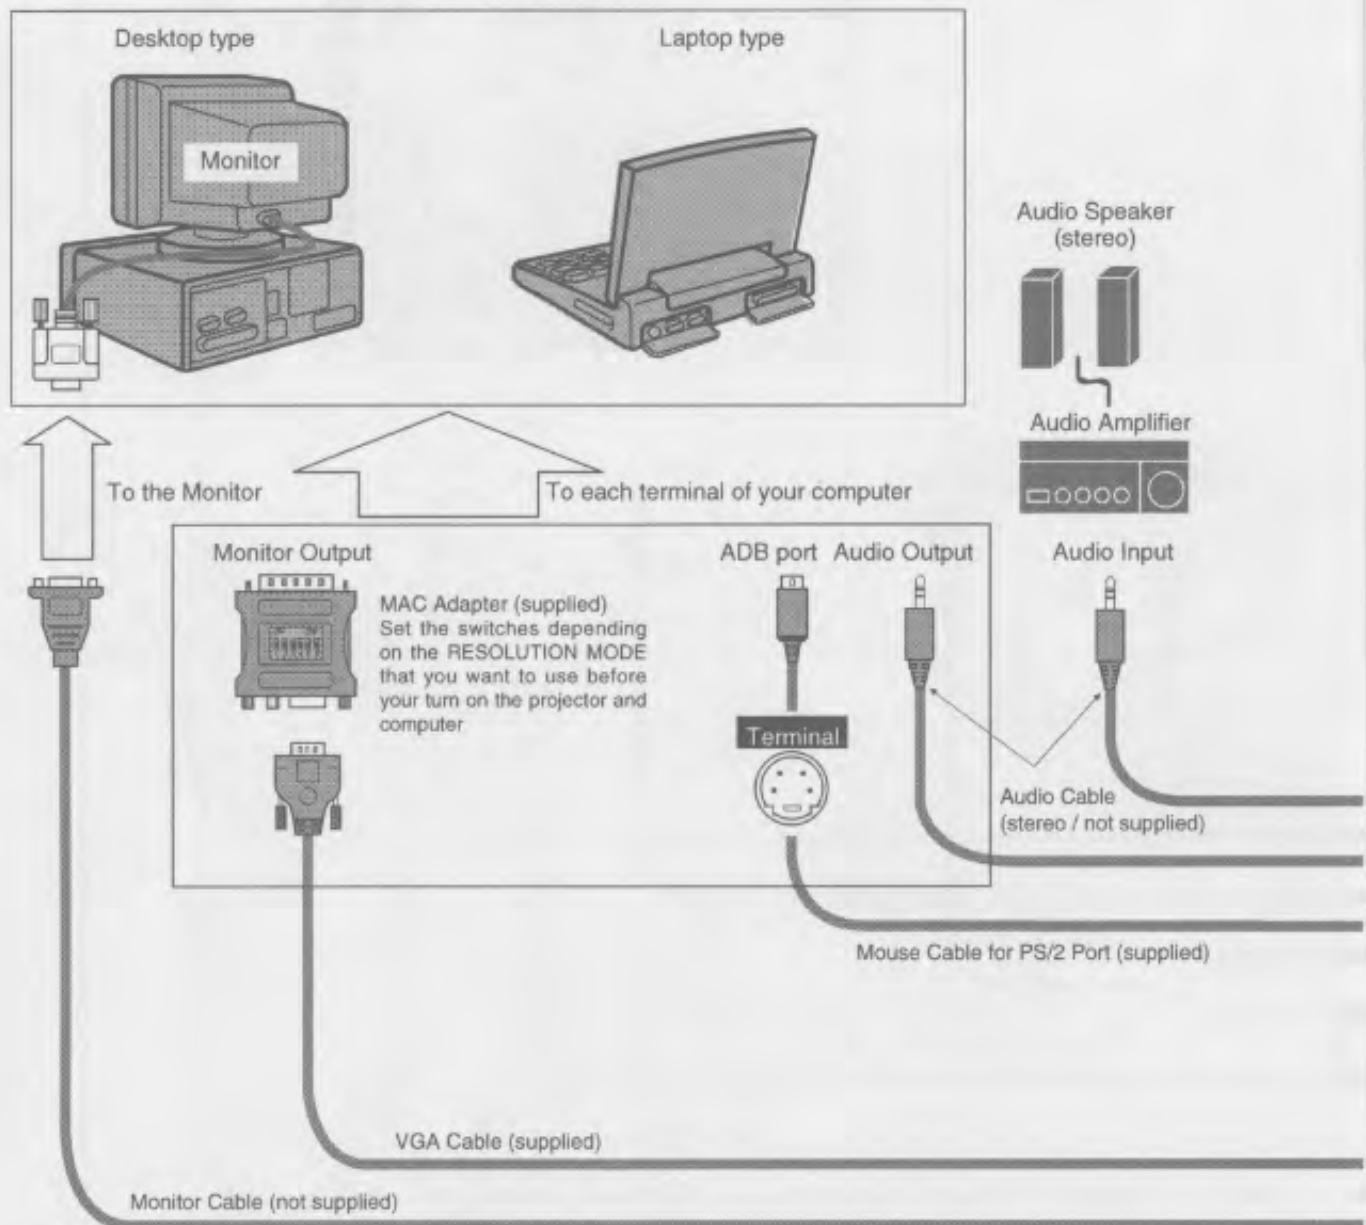 Desktop type
Laptop type
Monitor
Audio Speaker
(stereo)
Audio Amplifier
To the Monitor
To each terminal of your computer
Monitor Output
ADB port
Audio Output
Audio Input
MAC Adapter (supplied)
Set the switches depending
on the RESOLUTION MODE
that you want to use before
your turn on the projector and
computer
Terminal
Audio Cable
(stereo / not supplied)
Mouse Cable for PS/2 Port (supplied)
VGA Cable (supplied)
Monitor Cable (not supplied)